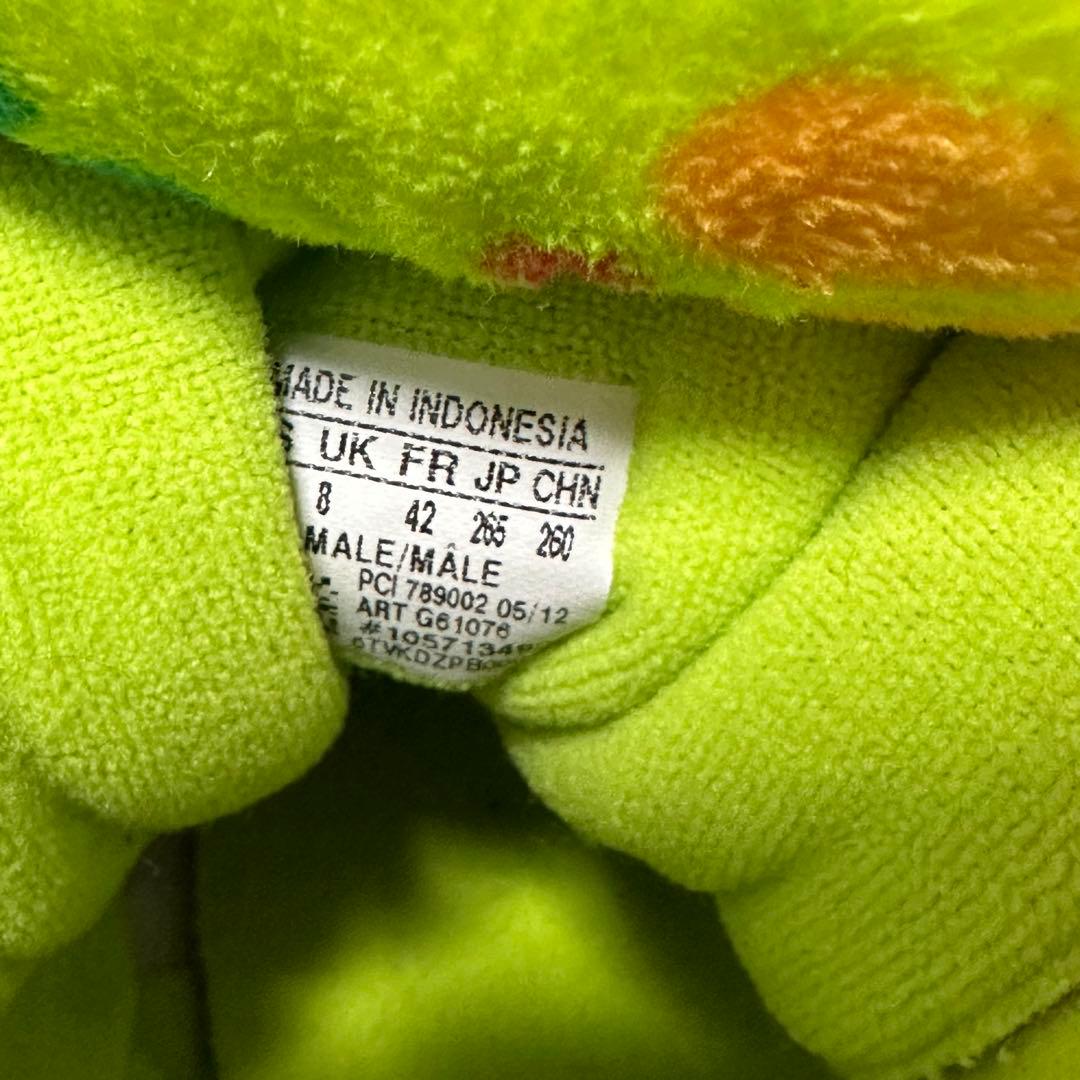 MADE IN INDONESIA
UK FR JP CHN
8 42 265 260
MALE/MÂLE
PCI 789002 05/12
ART G61076
#1057134